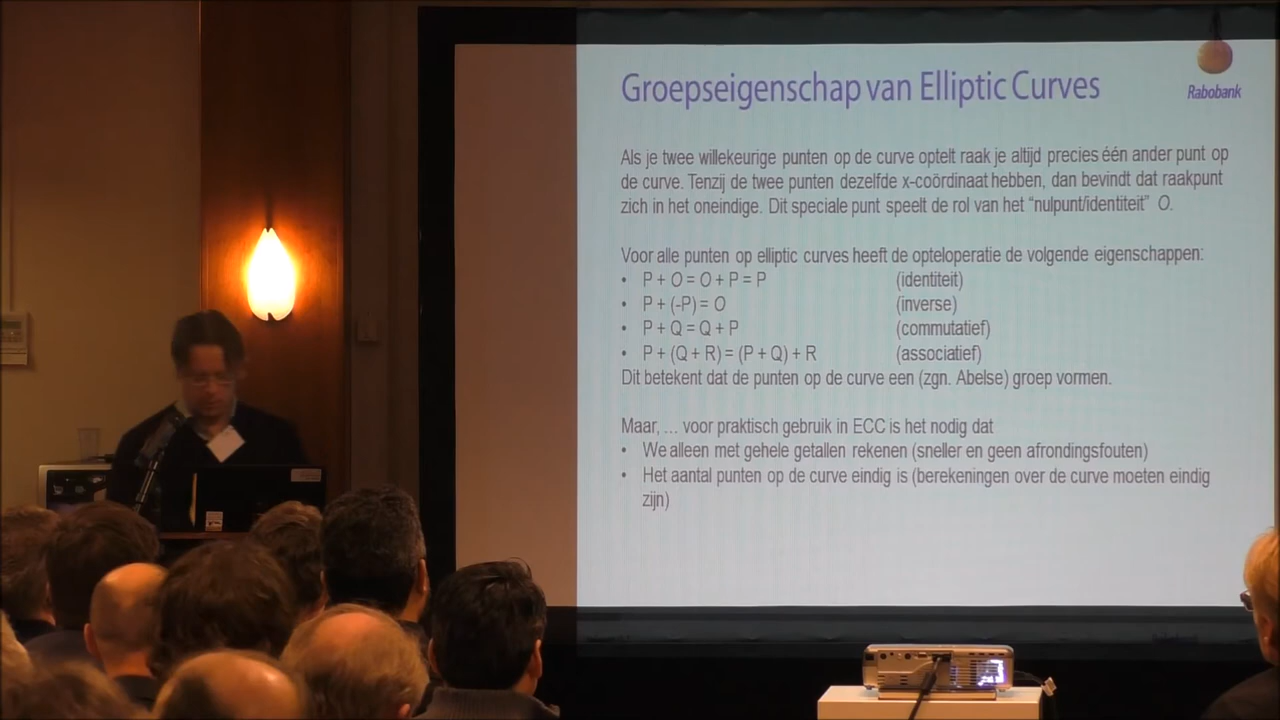 Groepseigenschap van Elliptic Curves
Rabobank
Als je twee willekeurige punten op de curve optelt raak je altijd precies één ander punt op
de curve. Tenzij de twee punten dezelfde x-coördinaat hebben, dan bevindt dat raakpunt
zich in het oneindige. Dit speciale punt speelt de rol van het “nulpunt/identiteit” O.
Voor alle punten op elliptic curves heeft de opteloperatie de volgende eigenschappen:
• P + O = O + P = P (identiteit)
• P + (-P) = O (inverse)
• P + Q = Q + P (commutatief)
• P + (Q + R) = (P + Q) + R (associatief)
Dit betekent dat de punten op de curve een (zgn. Abelse) groep vormen.
Maar, ... voor praktisch gebruik in ECC is het nodig dat
• We alleen met gehele getallen rekenen (sneller en geen afrondingsfouten)
• Het aantal punten op de curve eindig is (berekeningen over de curve moeten eindig
zijn)